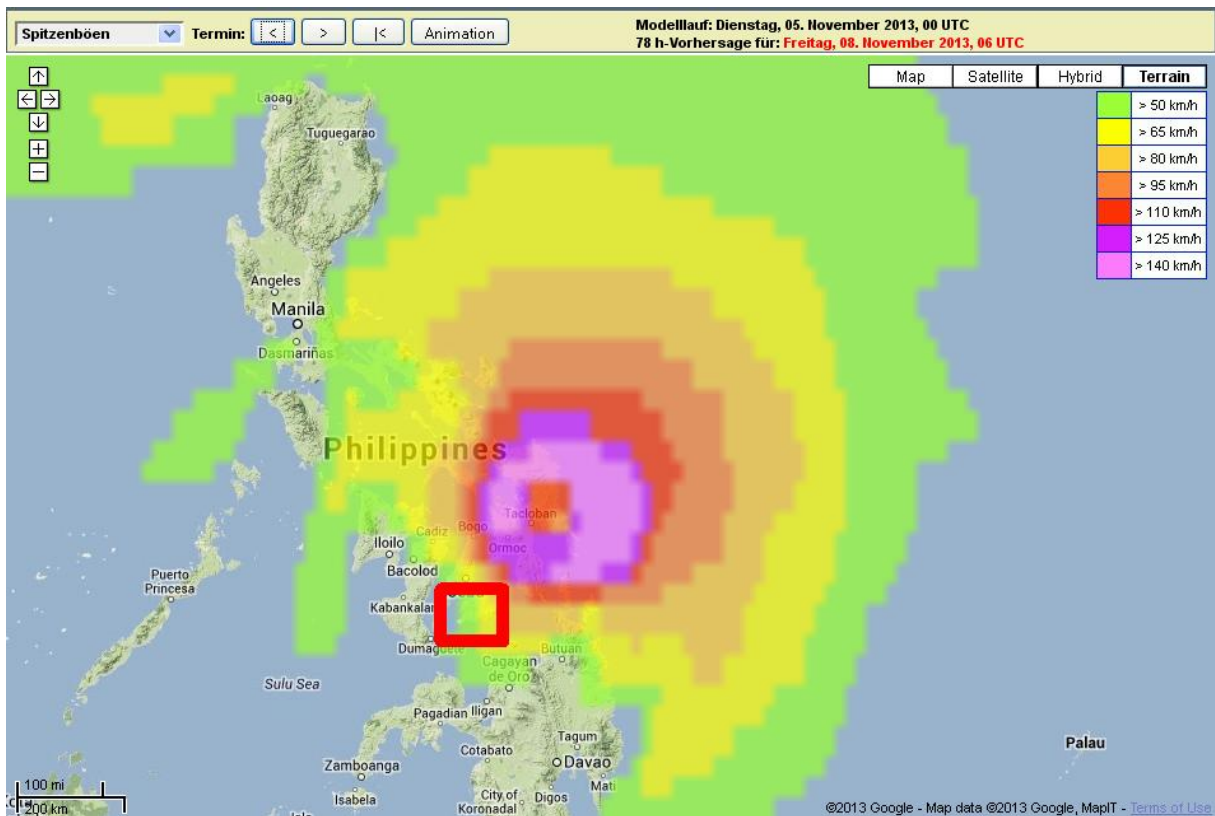 Spitzenböen Termin: < > |< Animation
Modelllauf: Dienstag, 05. November 2013, 00 UTC
78 h-Vorhersage für: Freitag, 08. November 2013, 06 UTC
Map Satellite Hybrid Terrain
> 50 km/h
> 65 km/h
> 80 km/h
> 95 km/h
> 110 km/h
> 125 km/h
> 140 km/h
Laoag
Tuguegarao
Angeles
Manila
Dasmariñas
Philippines
Tacloban
Cadiz
Bogo
Iloilo
Ormoc
Bacolod
Puerto
Princesa
Kabankalan
Dumaguete
Butuan
Cagayan
de Oro
Sulu Sea
Pagadian
Iligan
Tagum
Cotabato
Davao
Zamboanga
Mati
Isabela
City of
Koronadal
Digos
Palau
100 mi
200 km
©2013 Google - Map data ©2013 Google, MapIT - Terms of Use